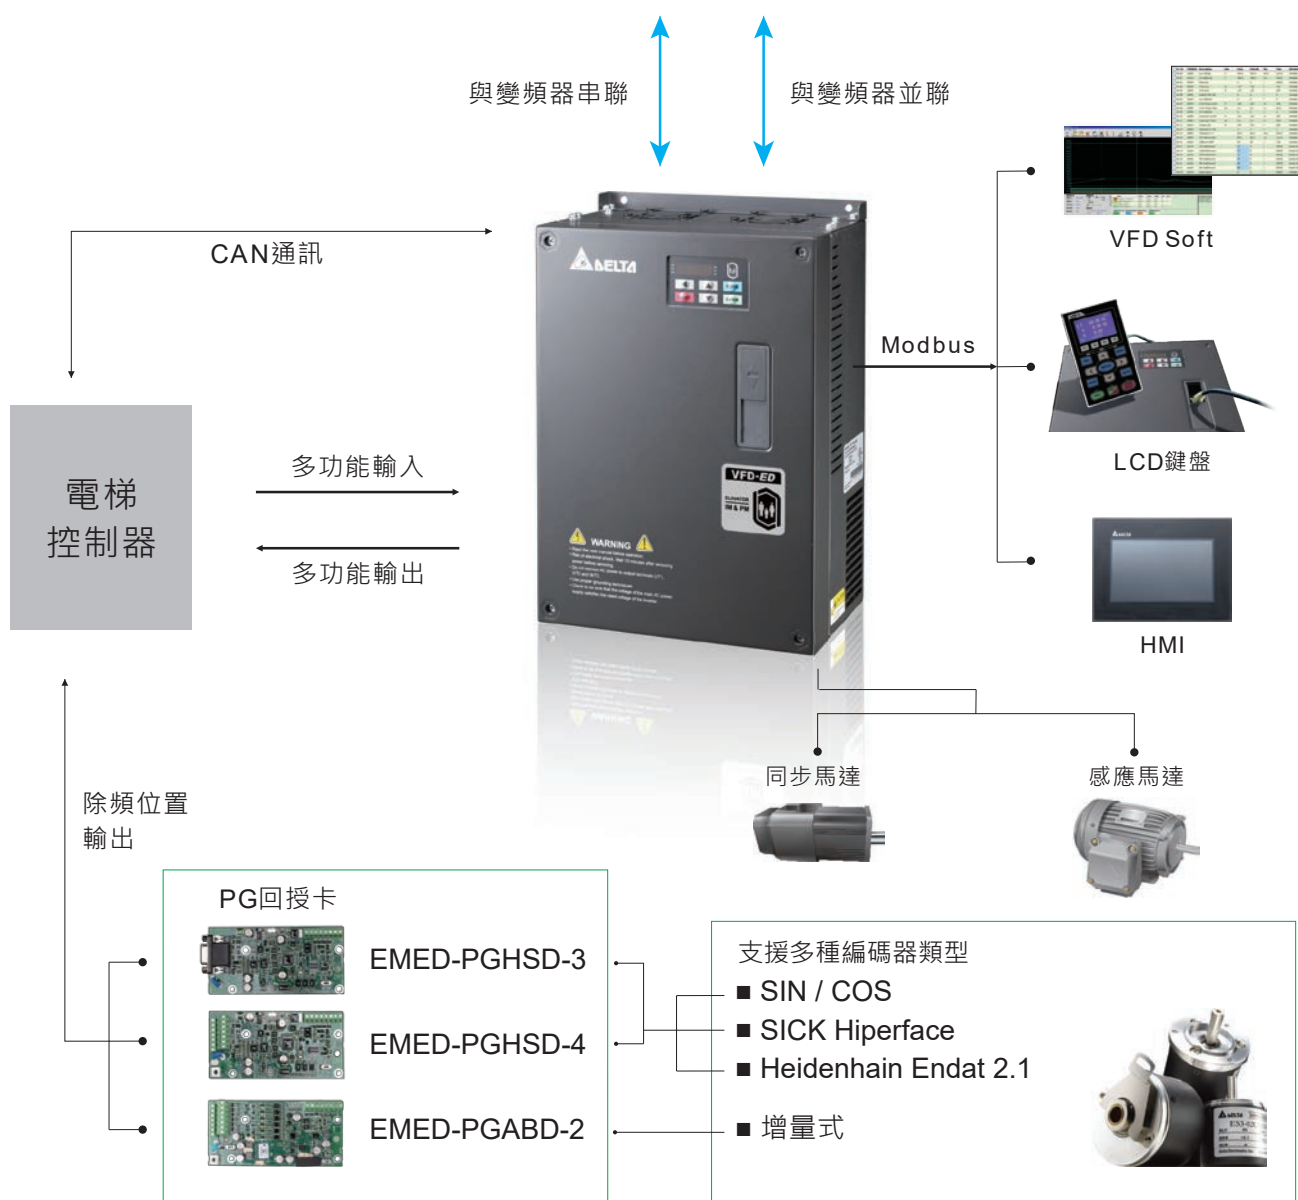 與變頻器串聯
與變頻器並聯
CAN通訊
VFD Soft
Modbus
LCD鍵盤
HMI
電梯
控制器
多功能輸入
多功能輸出
DELTA
VFD-ED
ELEVATOR
IM & PM
WARNING
同步馬達
感應馬達
除頻位置
輸出
PG回授卡
EMED-PGHSD-3
EMED-PGHSD-4
EMED-PGABD-2
支援多種編碼器類型
■ SIN / COS
■ SICK Hiperface
■ Heidenhain Endat 2.1
■ 增量式
DELTA